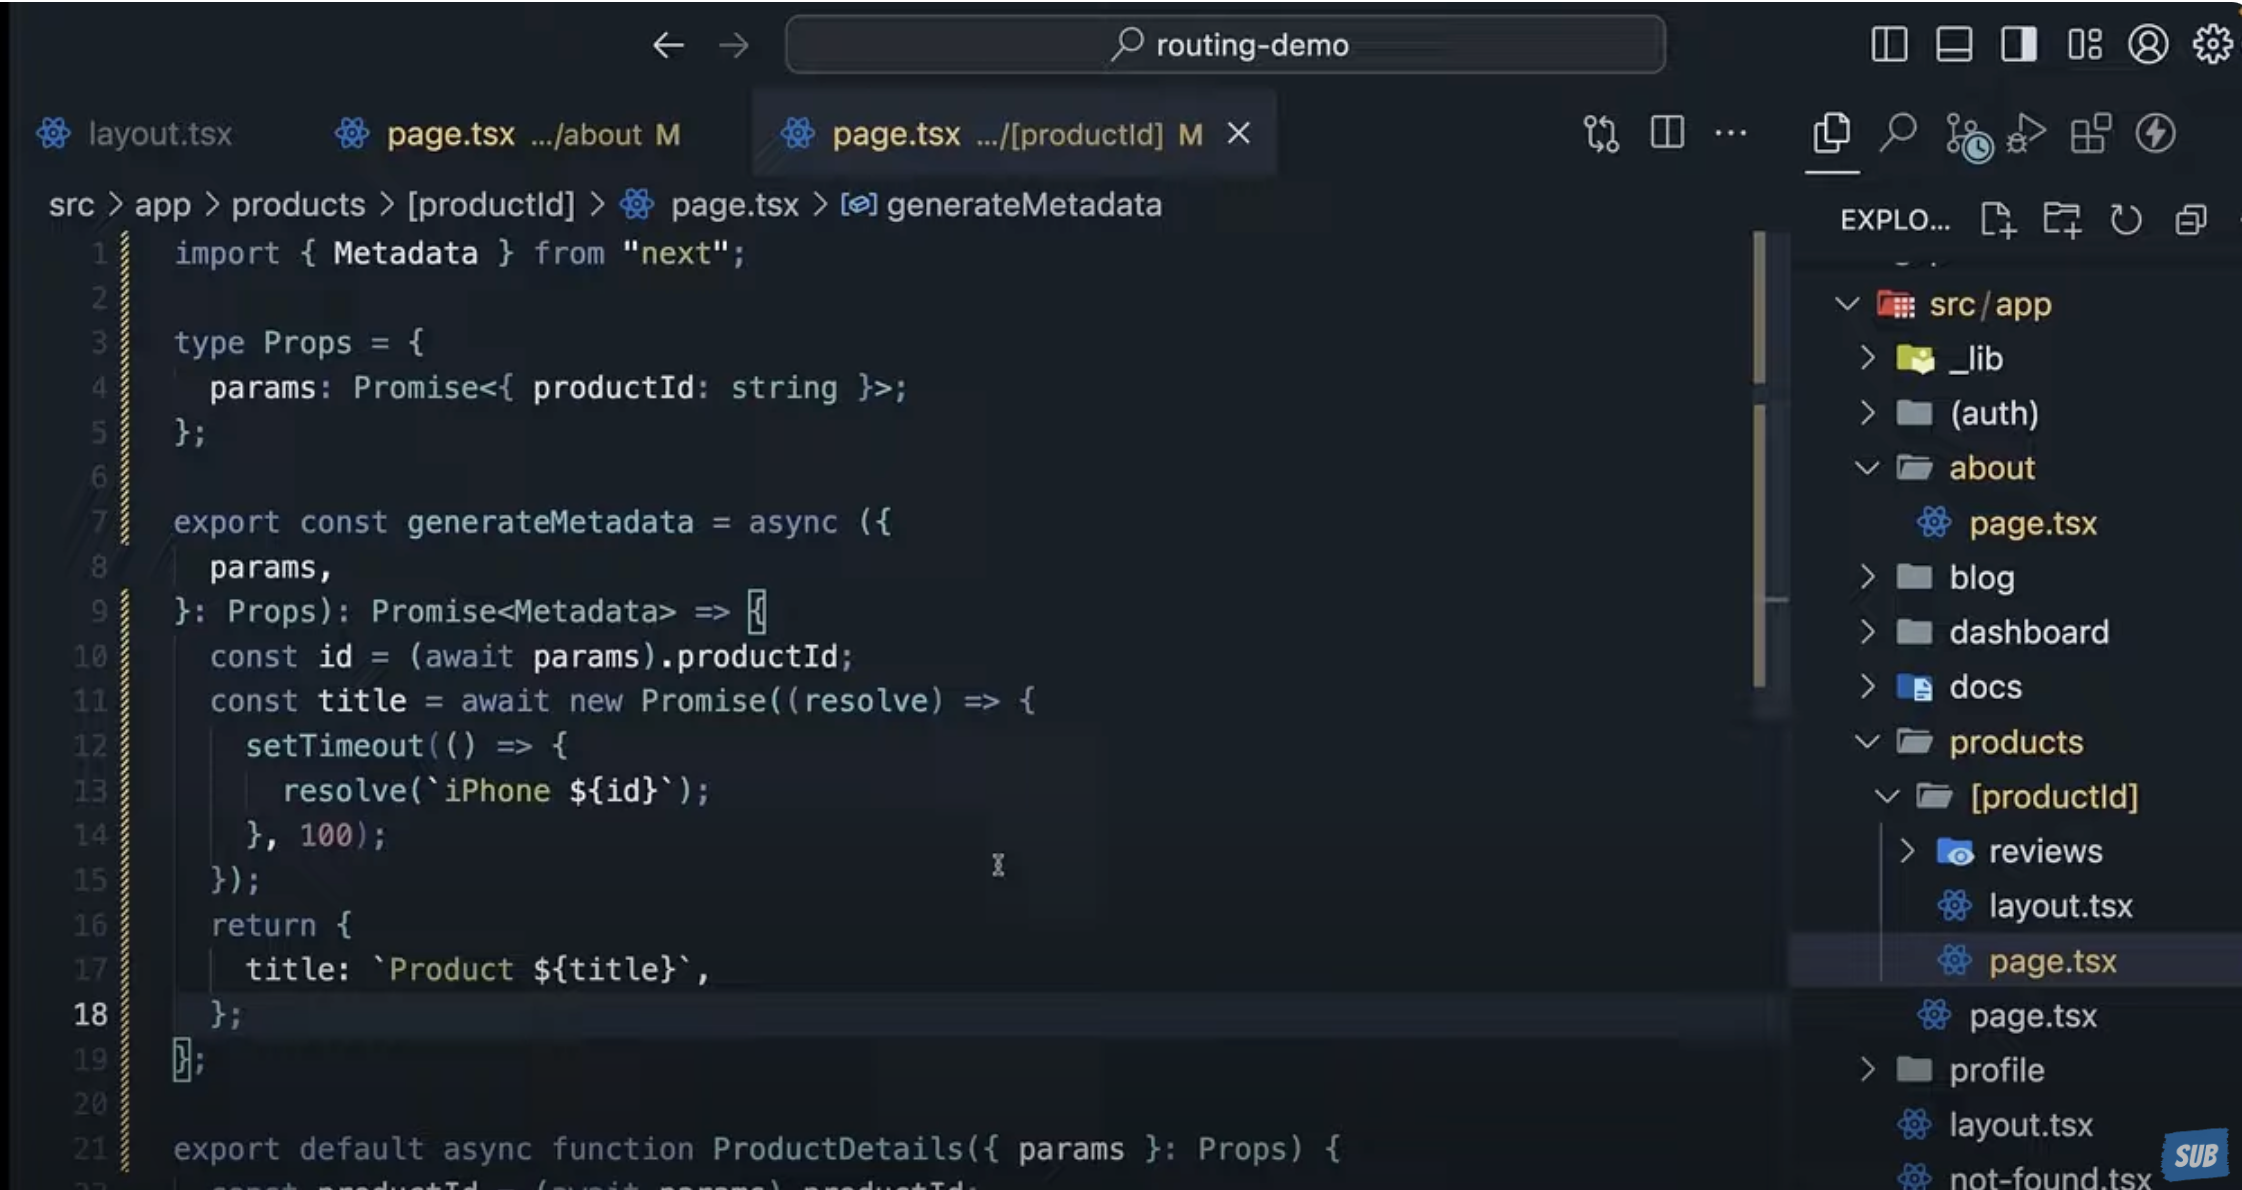 routing-demo
layout.tsx
page.tsx .../about M
page.tsx .../[productId] M
src > app > products > [productId] > page.tsx > generateMetadata
1 import { Metadata } from "next";
2
3 type Props = {
4 params: Promise<{ productId: string }>;
5 };
6
7 export const generateMetadata = async ({
8 params,
9 }: Props): Promise<Metadata> => {
10 const id = (await params).productId;
11 const title = await new Promise((resolve) => {
12 setTimeout(() => {
13 resolve(`iPhone ${id}`);
14 }, 100);
15 });
16 return {
17 title: `Product ${title}`,
18 };
19 };
20
21 export default async function ProductDetails({ params }: Props) {
const productId = (await params).productId;
EXPLO...
src/app
_lib
(auth)
about
page.tsx
blog
dashboard
docs
products
[productId]
reviews
layout.tsx
page.tsx
page.tsx
profile
layout.tsx
not-found.tsx
SUB